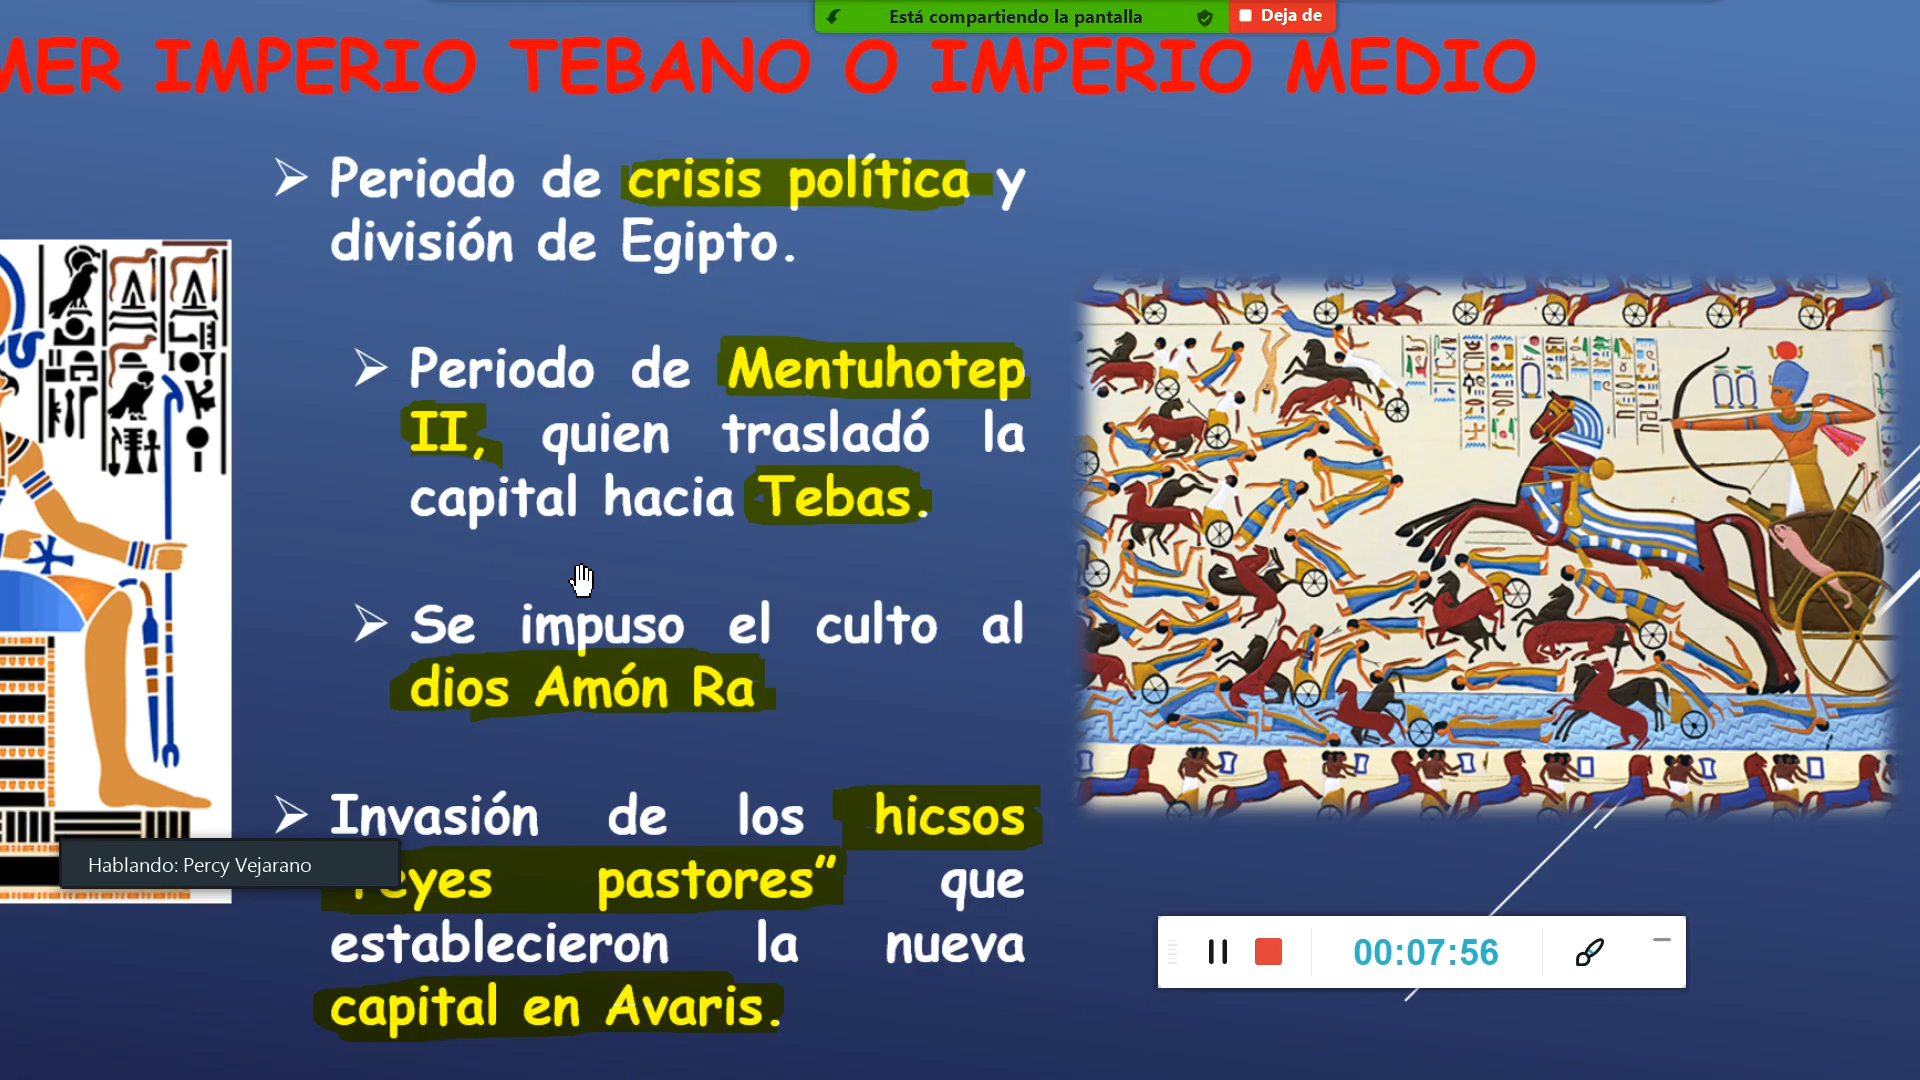 Está compartiendo la pantalla
Deja de
MER IMPERIO TEBANO O IMPERIO MEDIO
Periodo de crisis política y
división de Egipto.
Periodo de Mentuhotep
II, quien trasladó la
capital hacia Tebas.
Se impuso el culto al
dios Amón Ra
Invasión de los hicsos
reyes pastores” que
establecieron la nueva
capital en Avaris.
Hablando: Percy Vejarano
00:07:56